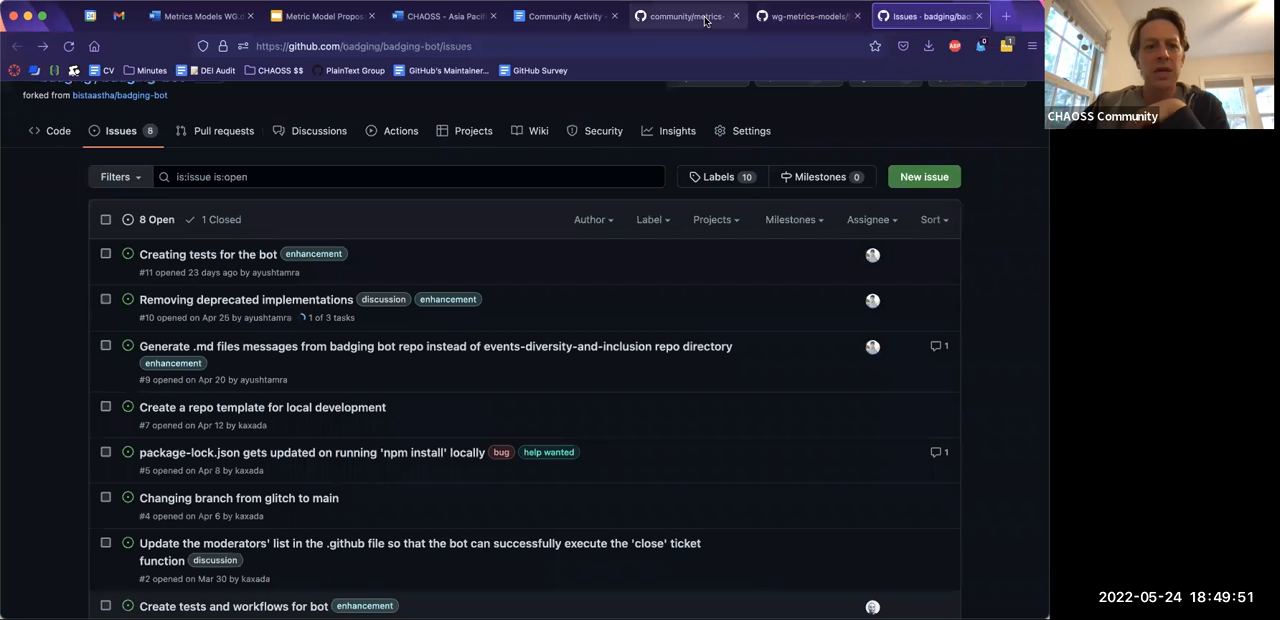 24
Metrics Models WG.
Metric Model Propos
CHAOSS - Asia Pacif
Community Activity -
community/metrics-
wg-metrics-models/
Issues · badging/bad
https://github.com/badging/badging-bot/issues
ABP
0
1
CV
Minutes
DEI Audit
CHAOSS $$
PlainText Group
GitHub's Maintainer...
GitHub Survey
forked from bistaastha/badging-bot
Code
Issues 8
Pull requests
Discussions
Actions
Projects
Wiki
Security
Insights
Settings
Filters
is:issue is:open
Labels 10
Milestones 0
New issue
8 Open
1 Closed
Author
Label
Projects
Milestones
Assignee
Sort
Creating tests for the bot enhancement
#11 opened 23 days ago by ayushtamra
Removing deprecated implementations discussion enhancement
#10 opened on Apr 25 by ayushtamra 1 of 3 tasks
Generate .md files messages from badging bot repo instead of events-diversity-and-inclusion repo directory
1
enhancement
#9 opened on Apr 20 by ayushtamra
Create a repo template for local development
#7 opened on Apr 12 by kaxada
package-lock.json gets updated on running 'npm install' locally bug help wanted
1
#5 opened on Apr 8 by kaxada
Changing branch from glitch to main
#4 opened on Apr 6 by kaxada
Update the moderators' list in the .github file so that the bot can successfully execute the 'close' ticket
function discussion
#2 opened on Mar 30 by kaxada
Create tests and workflows for bot enhancement
CHAOSS Community
2022-05-24 18:49:51